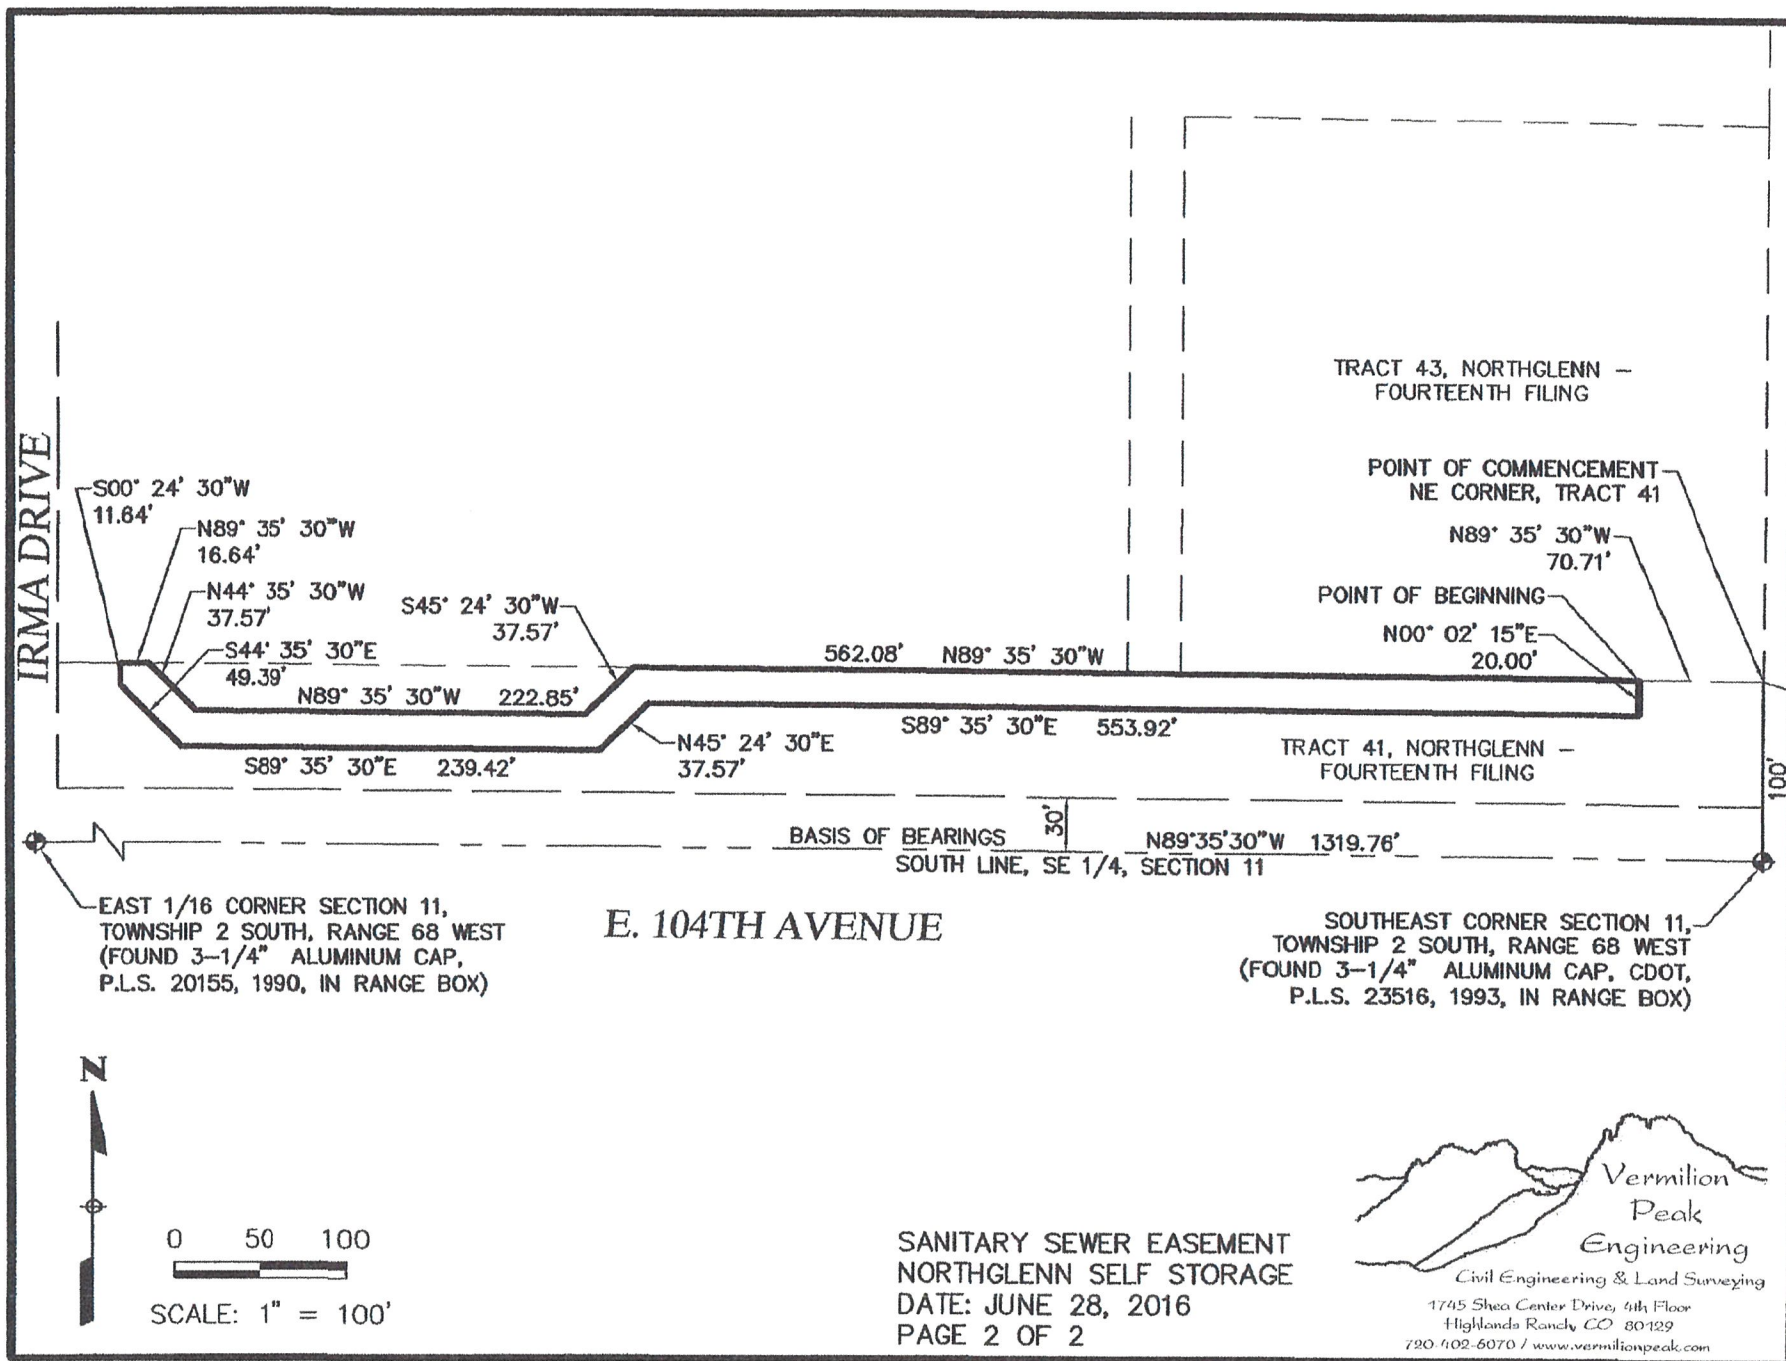 TRACT 43, NORTHGLENN –
FOURTEENTH FILING
POINT OF COMMENCEMENT
NE CORNER, TRACT 41
N89° 35' 30"W
70.71'
POINT OF BEGINNING
N00° 02' 15"E
20.00'
IRMA DRIVE
S00° 24' 30"W
11.64'
N89° 35' 30"W
16.64'
N44° 35' 30"W
37.57'
S44° 35' 30"E
49.39'
S45° 24' 30"W
37.57'
562.08' N89° 35' 30"W
N89° 35' 30"W 222.85'
S89° 35' 30"E 553.92'
N45° 24' 30"E
37.57'
S89° 35' 30"E 239.42'
TRACT 41, NORTHGLENN –
FOURTEENTH FILING
100'
30'
BASIS OF BEARINGS N89°35'30"W 1319.76'
SOUTH LINE, SE 1/4, SECTION 11
EAST 1/16 CORNER SECTION 11,
TOWNSHIP 2 SOUTH, RANGE 68 WEST
(FOUND 3–1/4" ALUMINUM CAP,
P.L.S. 20155, 1990, IN RANGE BOX)
E. 104TH AVENUE
SOUTHEAST CORNER SECTION 11,
TOWNSHIP 2 SOUTH, RANGE 68 WEST
(FOUND 3–1/4" ALUMINUM CAP, CDOT,
P.L.S. 23516, 1993, IN RANGE BOX)
N
0 50 100
SCALE: 1" = 100'
SANITARY SEWER EASEMENT
NORTHGLENN SELF STORAGE
DATE: JUNE 28, 2016
PAGE 2 OF 2
Vermilion
Peak
Engineering
Civil Engineering & Land Surveying
1745 Shea Center Drive, 4th Floor
Highlands Ranch, CO 80129
720-402-6070 / www.vermilionpeak.com